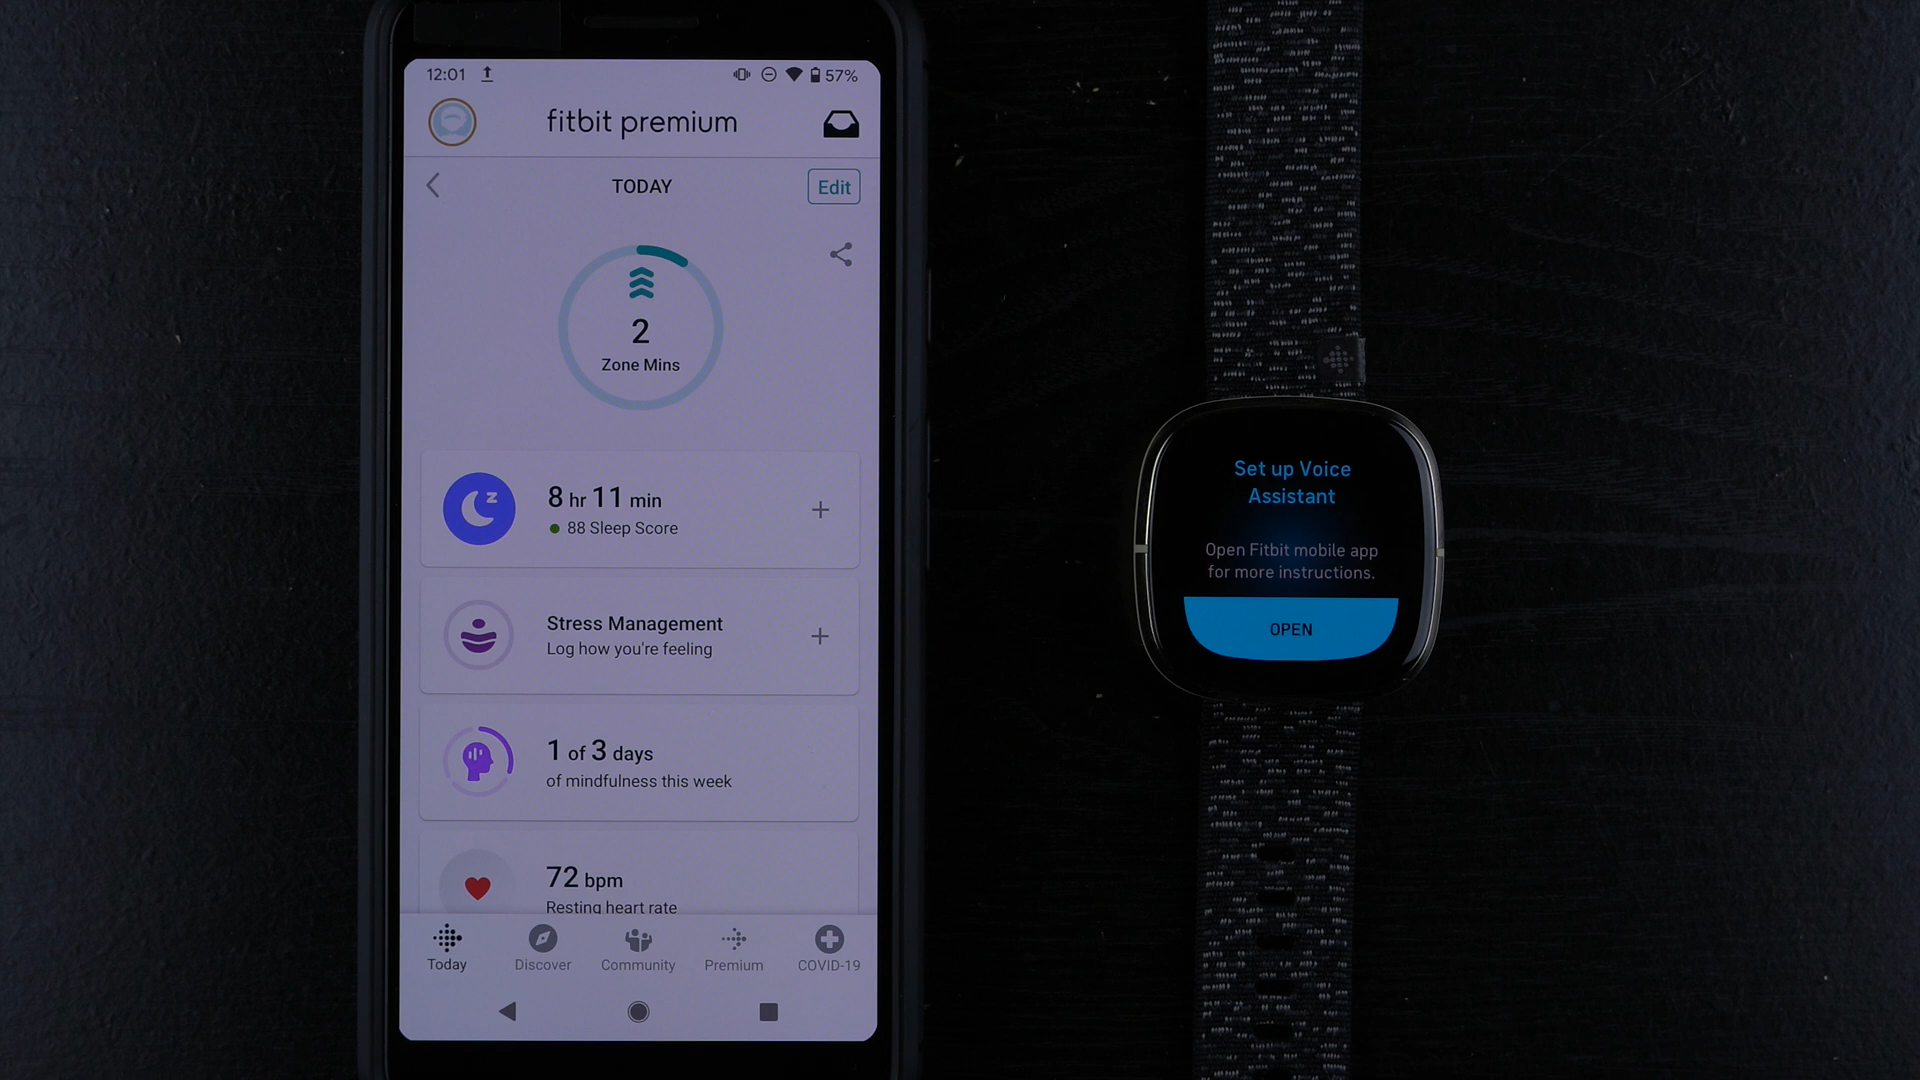 12:01
57%
fitbit premium
TODAY
Edit
2
Zone Mins
8 hr 11 min
88 Sleep Score
Stress Management
Log how you're feeling
1 of 3 days
of mindfulness this week
72 bpm
Resting heart rate
Today
Discover
Community
Premium
COVID-19
Set up Voice
Assistant
Open Fitbit mobile app
for more instructions.
OPEN